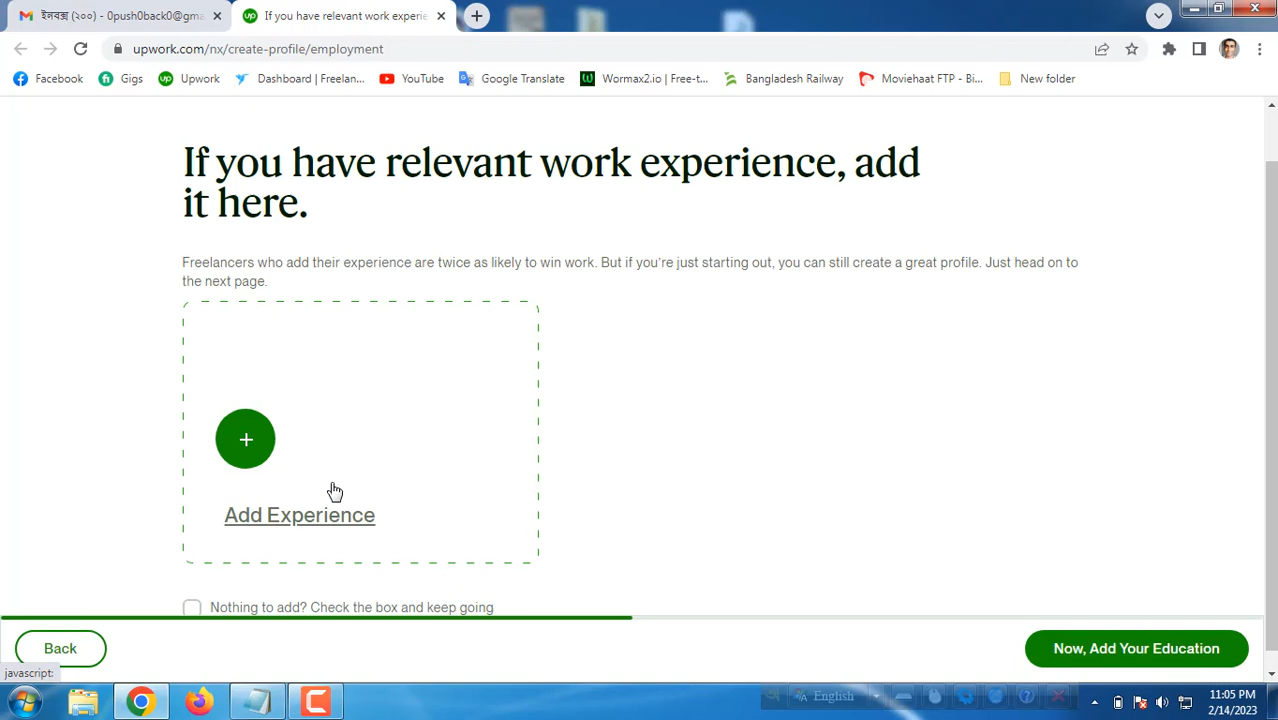 ইনবক্স (২০০) - 0push0back0@gma
If you have relevant work experie
upwork.com/nx/create-profile/employment
Facebook
fi
Gigs
up
Upwork
Dashboard | Freelan...
YouTube
Google Translate
Wormax2.io | Free-t...
Bangladesh Railway
Moviehaat FTP - Bi...
New folder
If you have relevant work experience, add
it here.
Freelancers who add their experience are twice as likely to win work. But if you're just starting out, you can still create a great profile. Just head on to
the next page.
+
Add Experience
Nothing to add? Check the box and keep going
Back
Now, Add Your Education
javascript:
English
11:05 PM
2/14/2023